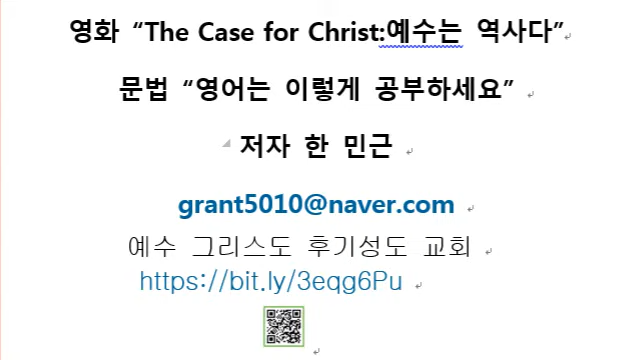 영화 “The Case for Christ:예수는 역사다”
문법 “영어는 이렇게 공부하세요”
저자 한 민근
grant5010@naver.com
예수 그리스도 후기성도 교회
https://bit.ly/3eqg6Pu